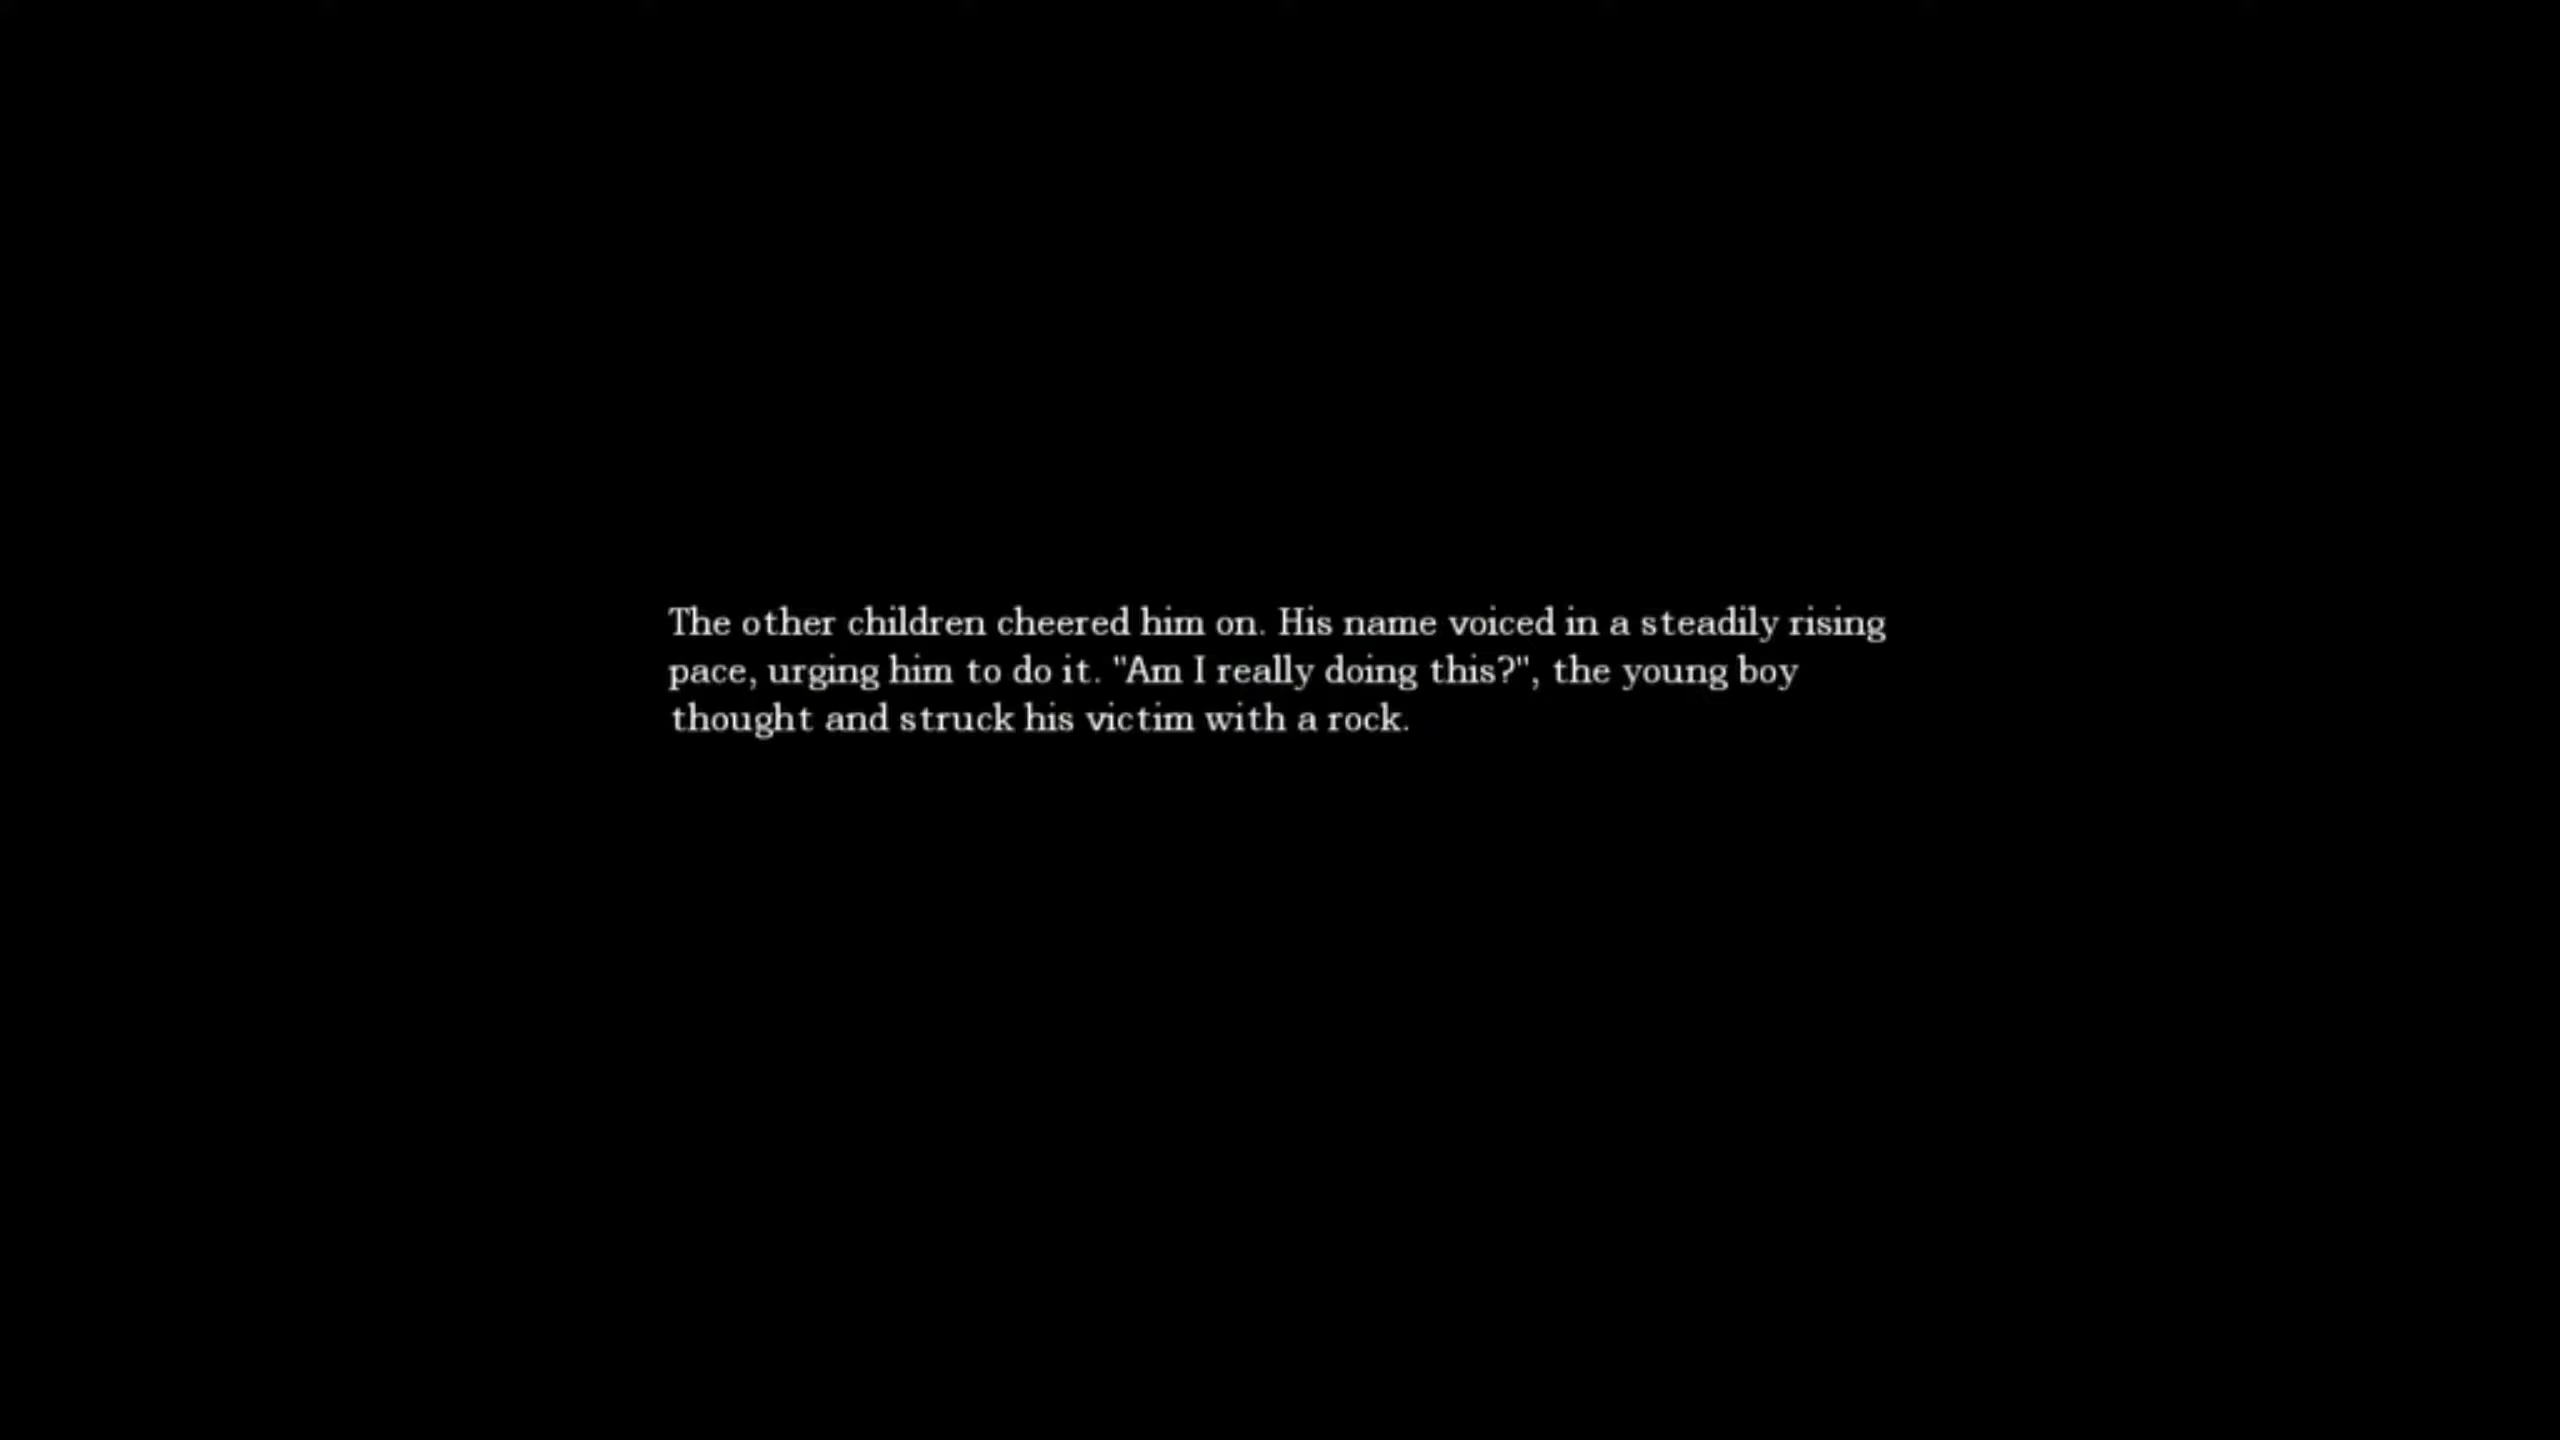 The other children cheered him on. His name voiced in a steadily rising
pace, urging him to do it. "Am I really doing this?", the young boy
thought and struck his victim with a rock.